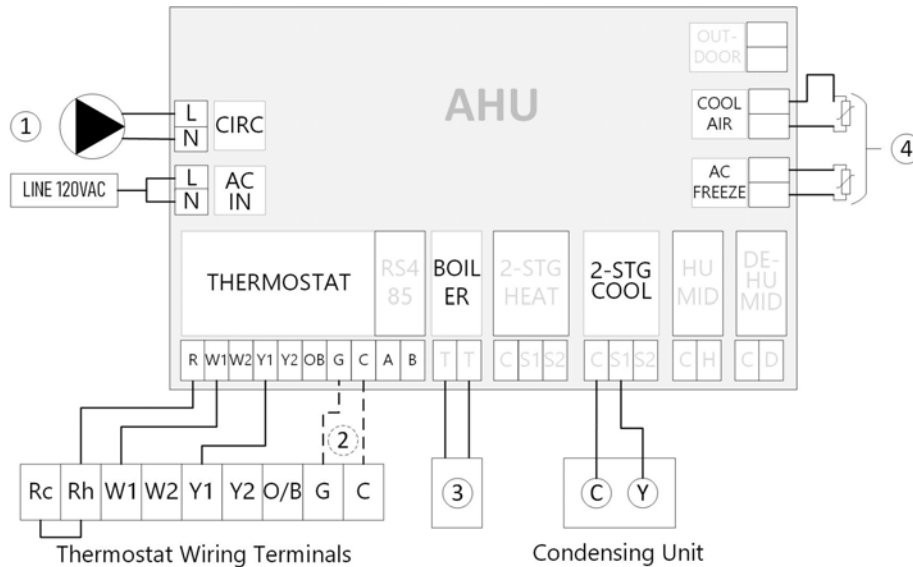 OUT-
DOOR
AHU
1
L
N
CIRC
COOL
AIR
4
LINE 120VAC
L
N
AC
IN
AC
FREEZE
THERMOSTAT
RS4
85
BOIL
ER
2-STG
HEAT
2-STG
COOL
HU
MID
DE-
HU
MID
R W1 W2 Y1 Y2 OB G C A B
T T
C S1 S2
C S1 S2
C H
C D
2
Rc Rh W1 W2 Y1 Y2 O/B G C
3
C Y
Thermostat Wiring Terminals
Condensing Unit